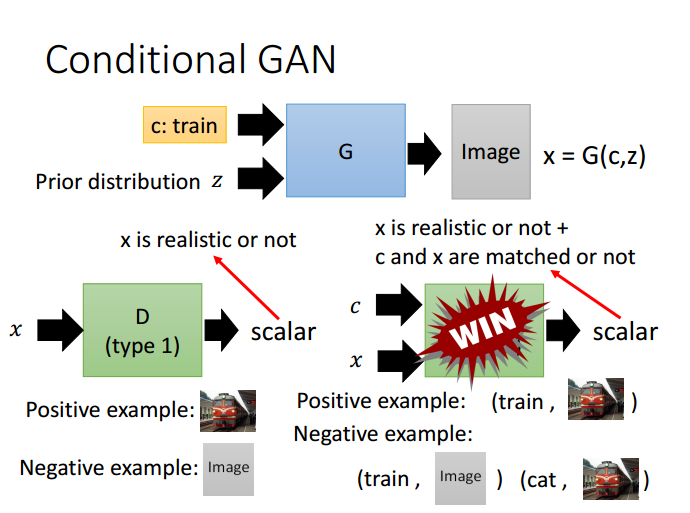 Conditional GAN
c: train
G
Image
x = G(c,z)
Prior distribution z
x is realistic or not
x is realistic or not +
c and x are matched or not
x
D
(type 1)
scalar
c
x
WIN
scalar
Positive example:
Negative example: Image
Positive example: (train , )
Negative example:
(train , Image ) (cat , )